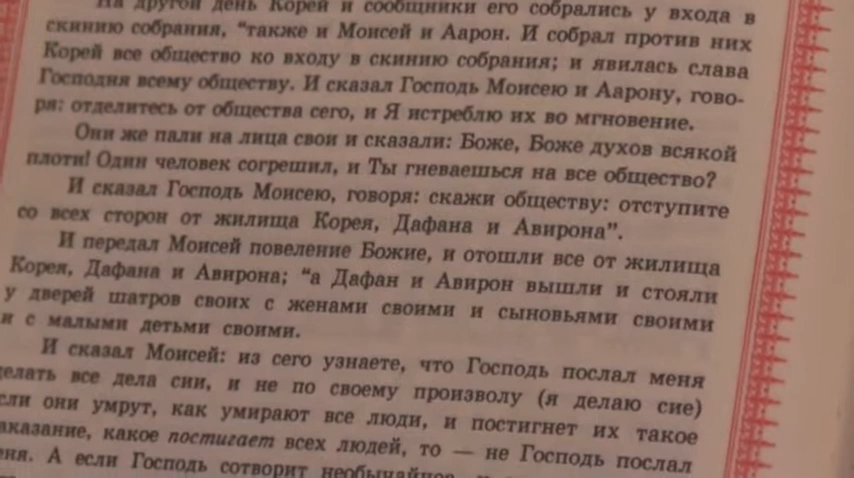 На другой день Корей и сообщники его собрались у входа в
скинию собрания, "также и Моисей и Аарон. И собрал против них
Корей все общество ко входу в скинию собрания; и явилась слава
Господня всему обществу. И сказал Господь Моисею и Аарону, гово-
ря: отделитесь от общества сего, и Я истреблю их во мгновение.
Они же пали на лица свои и сказали: Боже, Боже духов всякой
плоти! Один человек согрешил, и Ты гневаешься на все общество?
И сказал Господь Моисею, говоря: скажи обществу: отступите
со всех сторон от жилища Корея, Дафана и Авирона".
И передал Моисей повеление Божие, и отошли все от жилища
Корея, Дафана и Авирона; "а Дафан и Авирон вышли и стояли
у дверей шатров своих с женами своими и сыновьями своими
и с малыми детьми своими.
И сказал Моисей: из сего узнаете, что Господь послал меня
делать все дела сии, и не по своему произволу (я делаю сие)
если они умрут, как умирают все люди, и постигнет их такое
аказание, какое постигает всех людей, то — не Господь послал
еня. А если Господь сотворит необычайное,